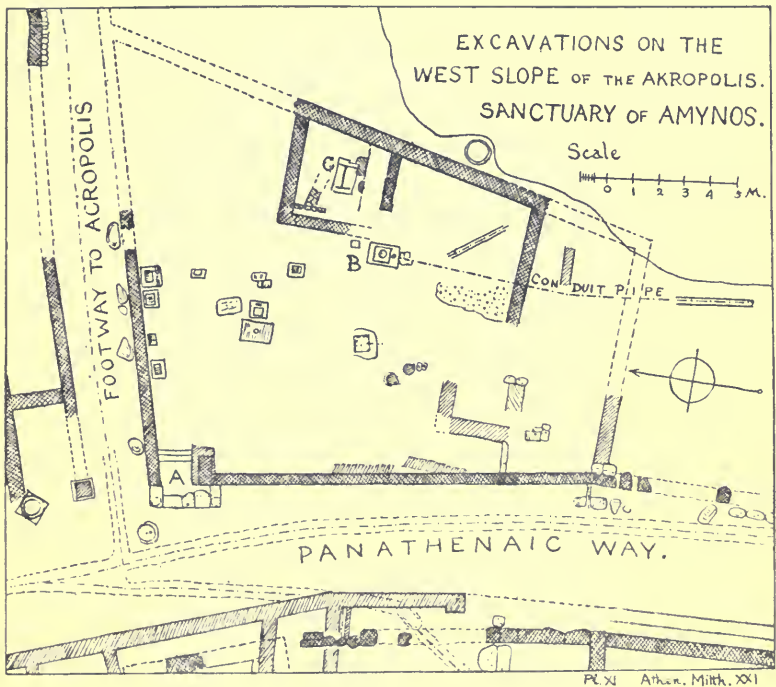 EXCAVATIONS ON THE
WEST SLOPE OF THE AKROPOLIS.
SANCTUARY OF AMYNOS.
Scale
0 1 2 3 4 5 M.
FOOTWAY TO ACROPOLIS
C
B
CONDUIT PIPE
A
PANATHENAIC WAY.
Pl. XI Athen. Mitth. XXI